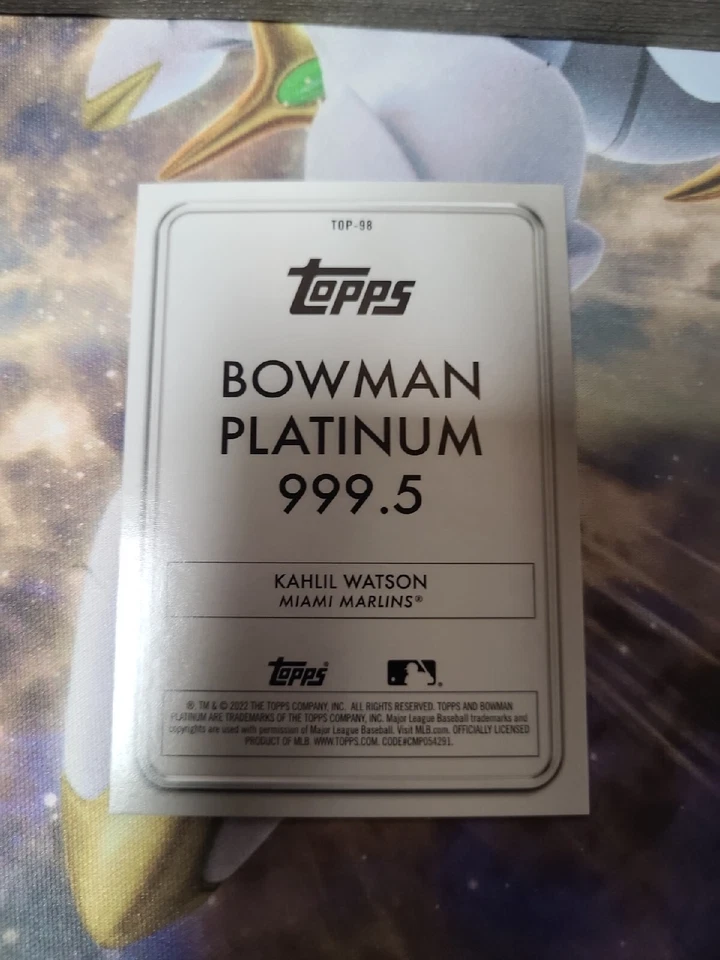 TOP-98
Topps
BOWMAN
PLATINUM
999.5
KAHLIL WATSON
MIAMI MARLINS®
Topps®
®, TM & © 2022 THE TOPPS COMPANY, INC. ALL RIGHTS RESERVED. TOPPS AND BOWMAN
PLATINUM ARE TRADEMARKS OF THE TOPPS COMPANY, INC. Major League Baseball trademarks and
copyrights are used with permission of Major League Baseball. Visit MLB.com. OFFICIALLY LICENSED
PRODUCT OF MLB. WWW.TOPPS.COM. CODE#CMP054291.